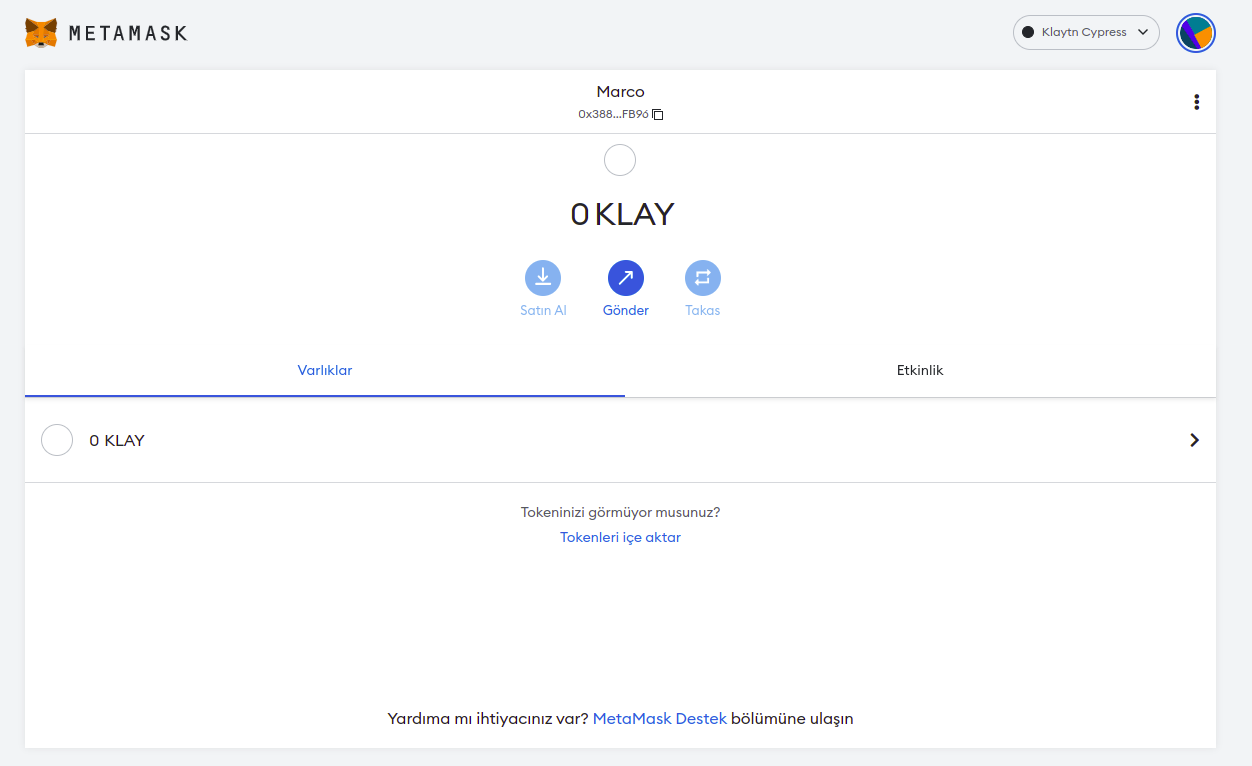 METAMASK
Klaytn Cypress
Marco
0x388...FB96
0 KLAY
Satın Al
Gönder
Takas
Varlıklar
Etkinlik
0 KLAY
Tokeninizi görmüyor musunuz?
Tokenleri içe aktar
Yardıma mı ihtiyacınız var? MetaMask Destek bölümüne ulaşın